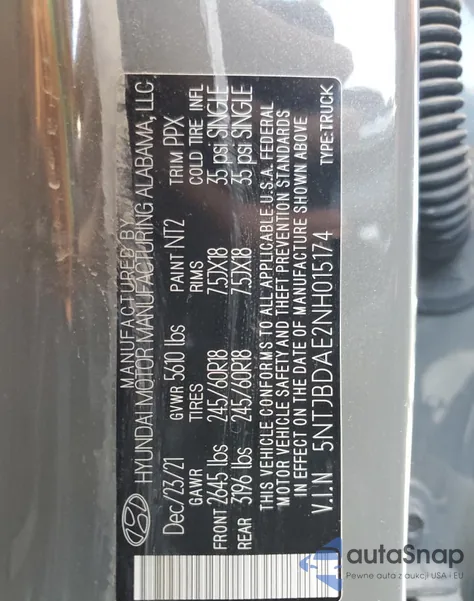 MANUFACTURED BY
HYUNDAI MOTOR MANUFACTURING ALABAMA, LLC
Dec/23/21 GVWR 5610 lbs PAINT NT2 TRIM PPX
GAWR TIRES RIMS COLD TIRE INFL
FRONT 2645 lbs 245/60R18 7.5JX18 35 psi SINGLE
REAR 3196 lbs 245/60R18 7.5JX18 35 psi SINGLE
THIS VEHICLE CONFORMS TO ALL APPLICABLE U.S.A. FEDERAL
MOTOR VEHICLE SAFETY AND THEFT PREVENTION STANDARDS
IN EFFECT ON THE DATE OF MANUFACTURE SHOWN ABOVE
V.I.N 5NTJBDAE2NH015174 TYPE:TRUCK
autaSnap
Pewne auta z aukcji USA i EU